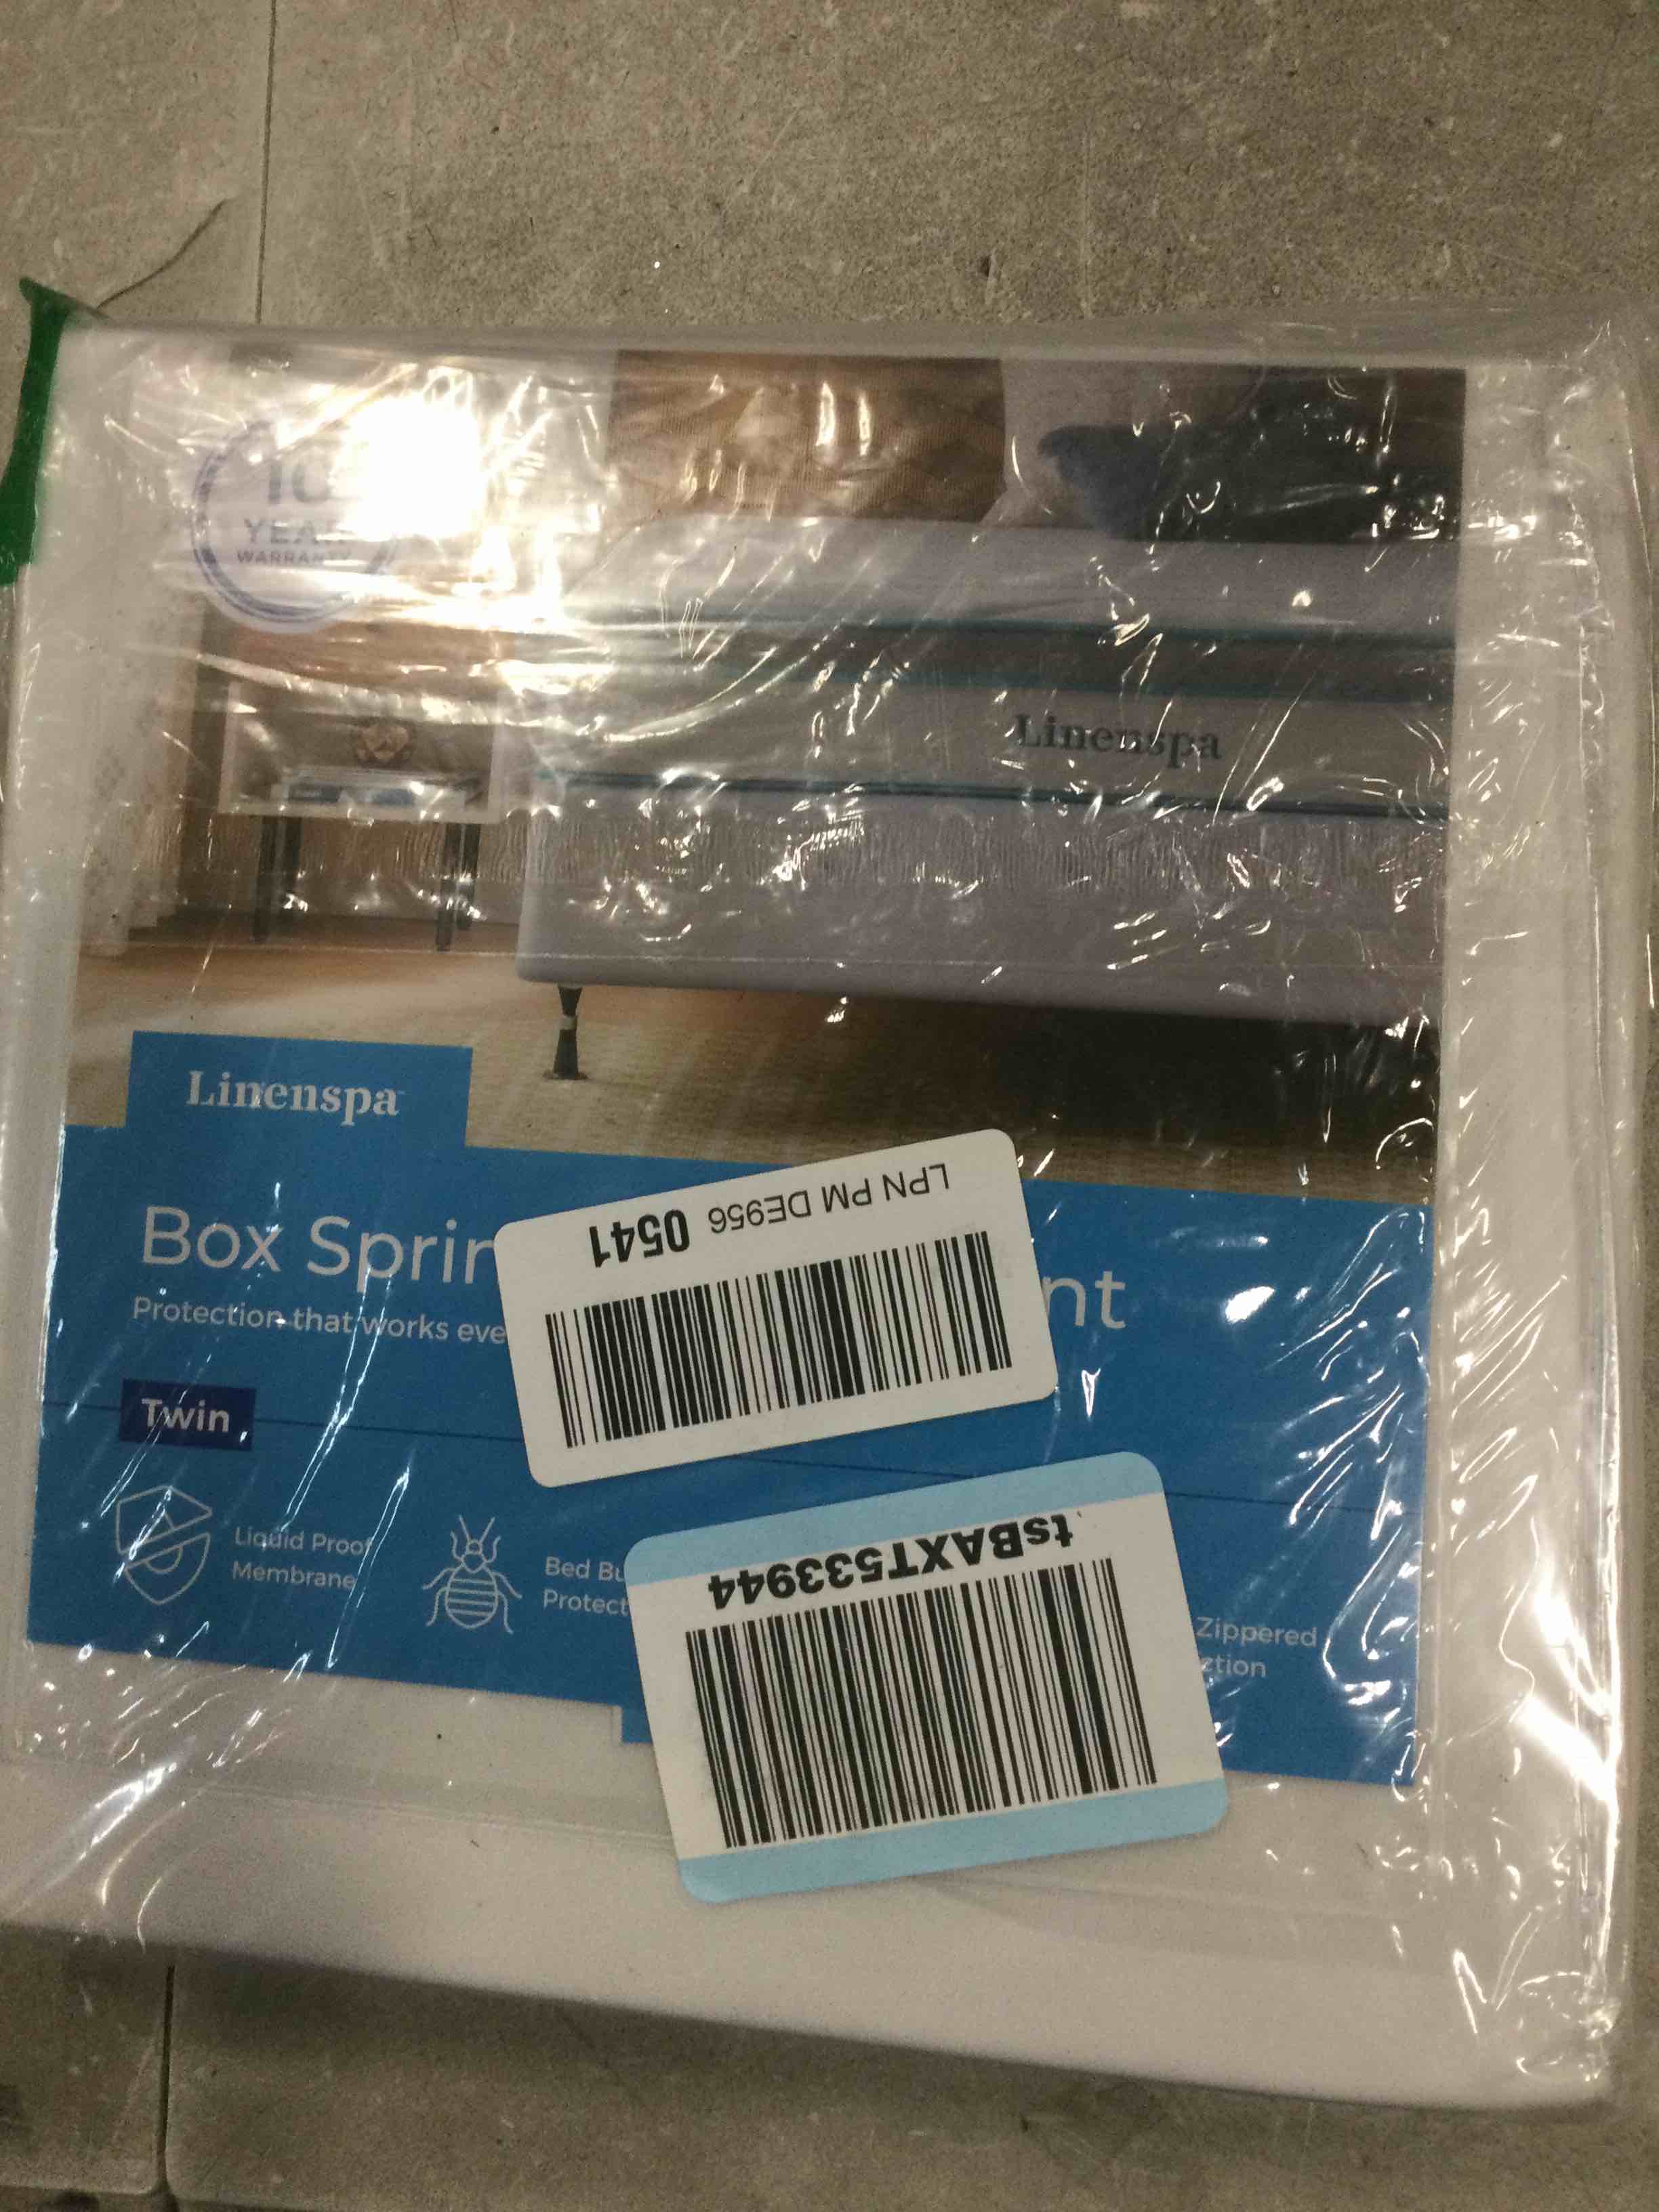 10
YEAR
WARRANTY
Linenspa
Linenspa
Box Sprin
nt
Protection that works eve
Twin
LPN PM DE956 0541
tsBAXT533944
Liquid Proof
Membrane
Bed Bu
Protect
Zippered
ction